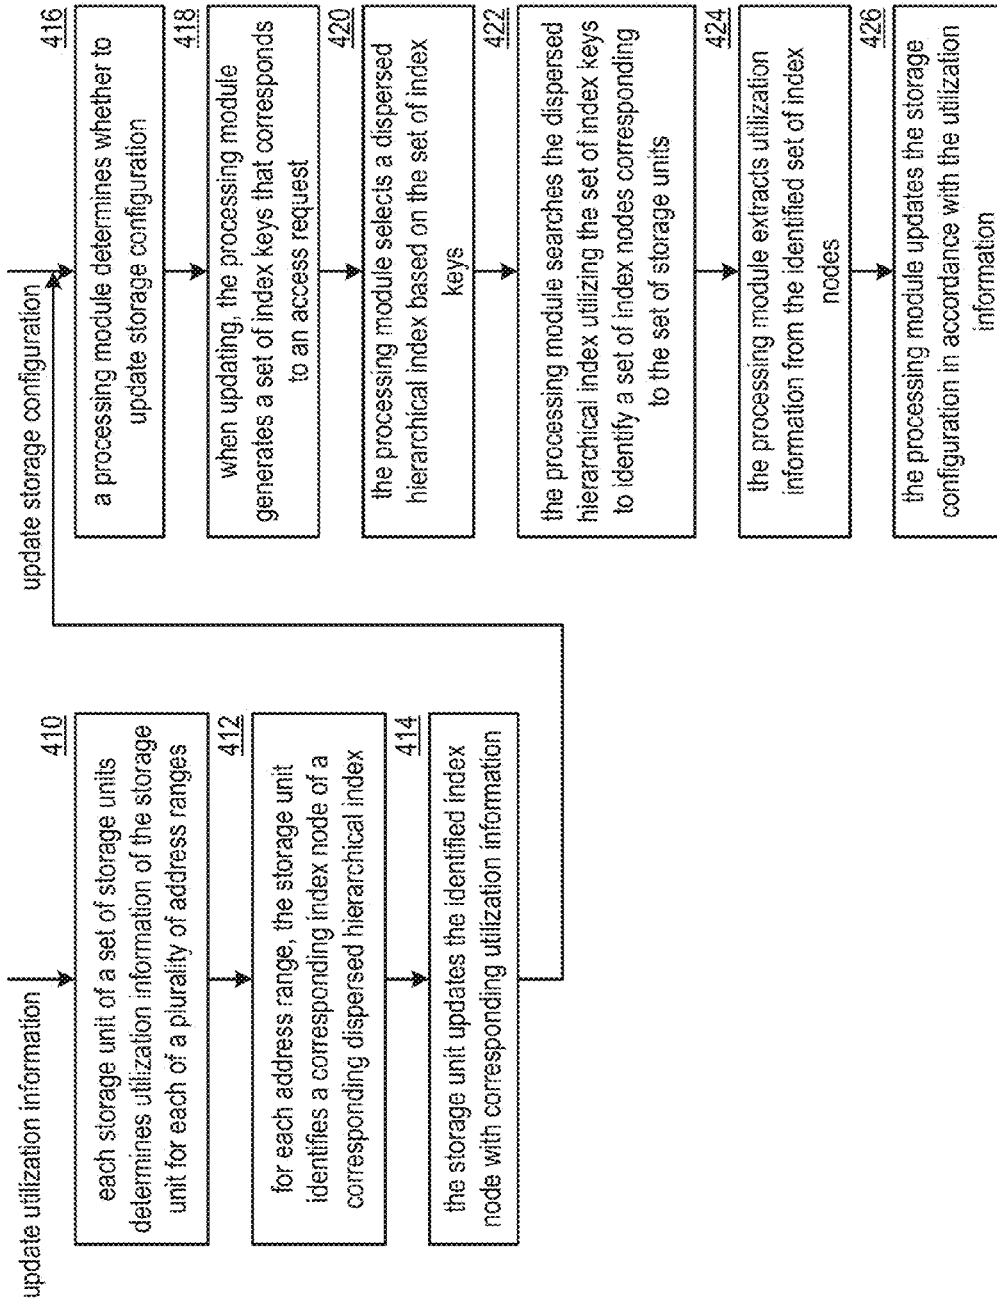 update utilization information
410
each storage unit of a set of storage units
determines utilization information of the storage
unit for each of a plurality of address ranges
412
for each address range, the storage unit
identifies a corresponding index node of a
corresponding dispersed hierarchical index
414
the storage unit updates the identified index
node with corresponding utilization information
update storage configuration
416
a processing module determines whether to
update storage configuration
418
when updating, the processing module
generates a set of index keys that corresponds
to an access request
420
the processing module selects a dispersed
hierarchical index based on the set of index
keys
422
the processing module searches the dispersed
hierarchical index utilizing the set of index keys
to identify a set of index nodes corresponding
to the set of storage units
424
the processing module extracts utilization
information from the identified set of index
nodes
426
the processing module updates the storage
configuration in accordance with the utilization
information